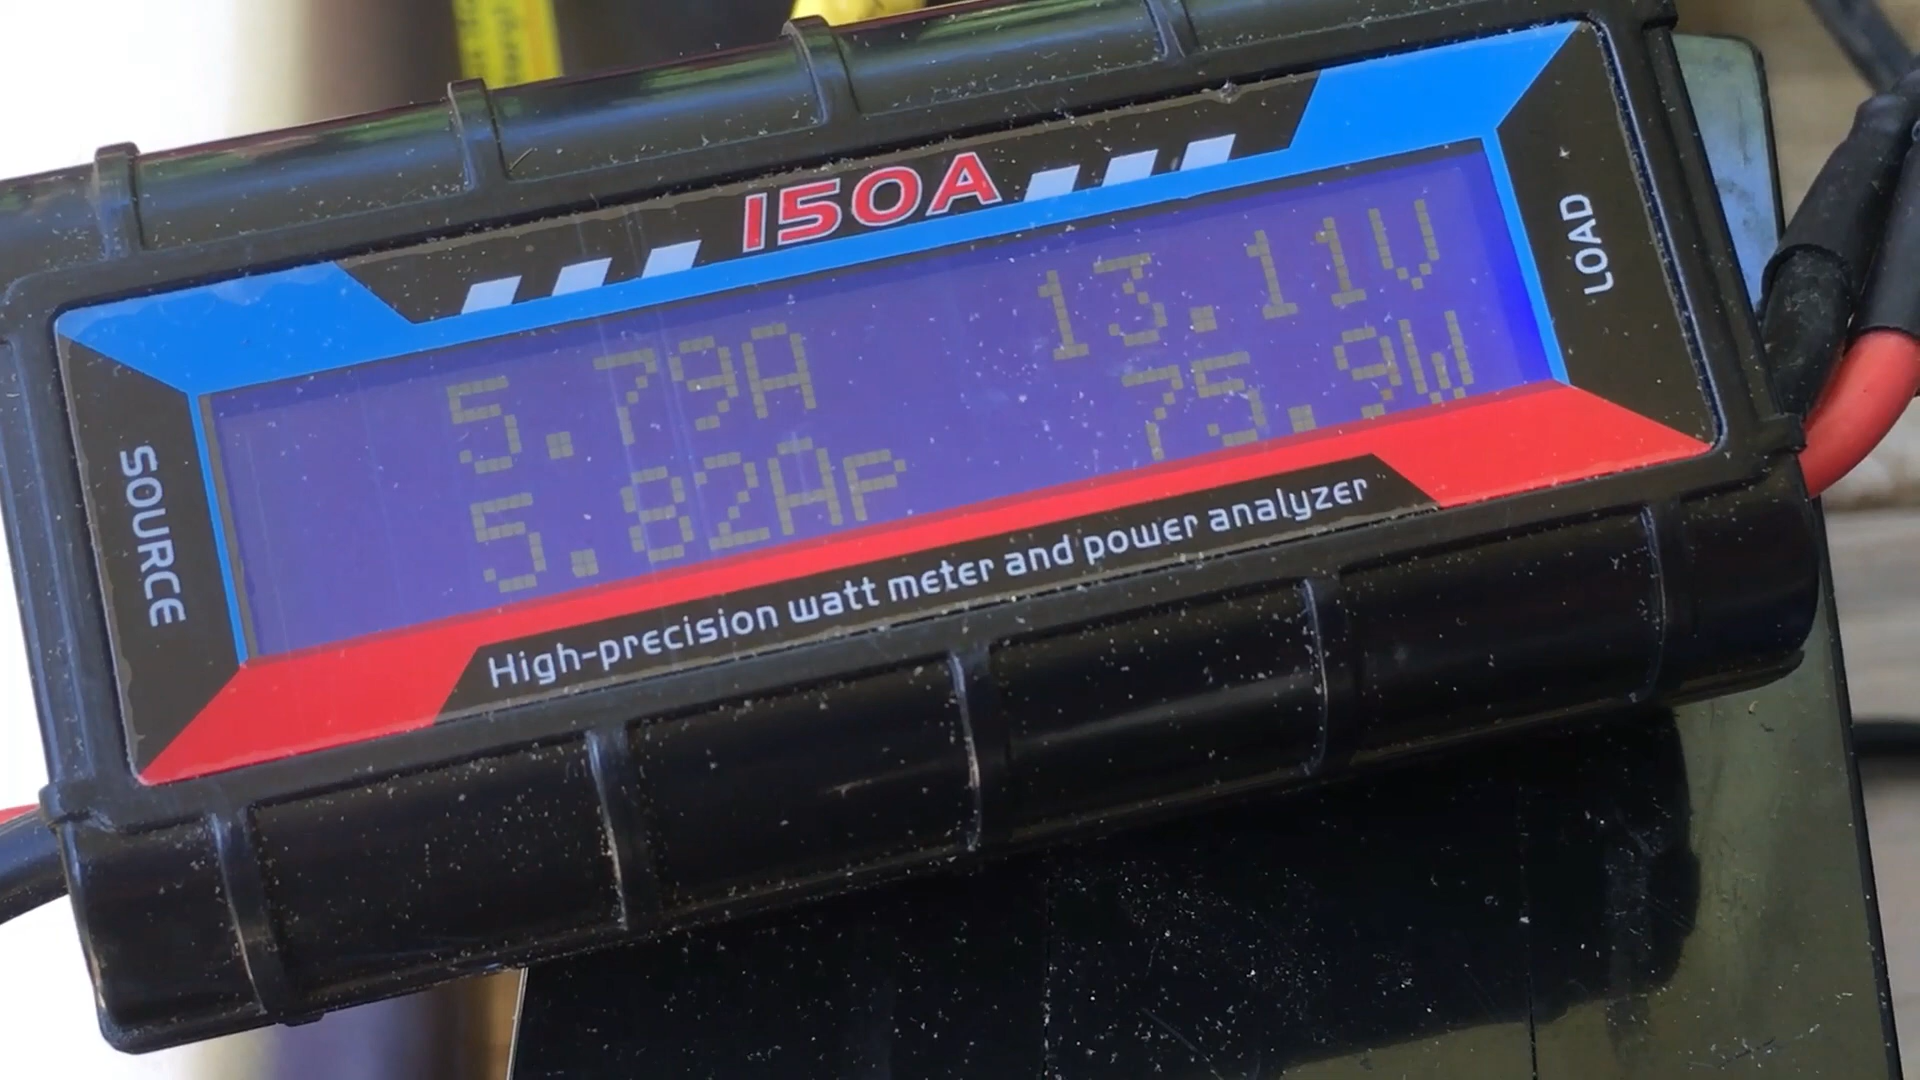 150A
5.79A 13.11V
5.82Ap 75.9W
SOURCE
LOAD
High-precision watt meter and power analyzer